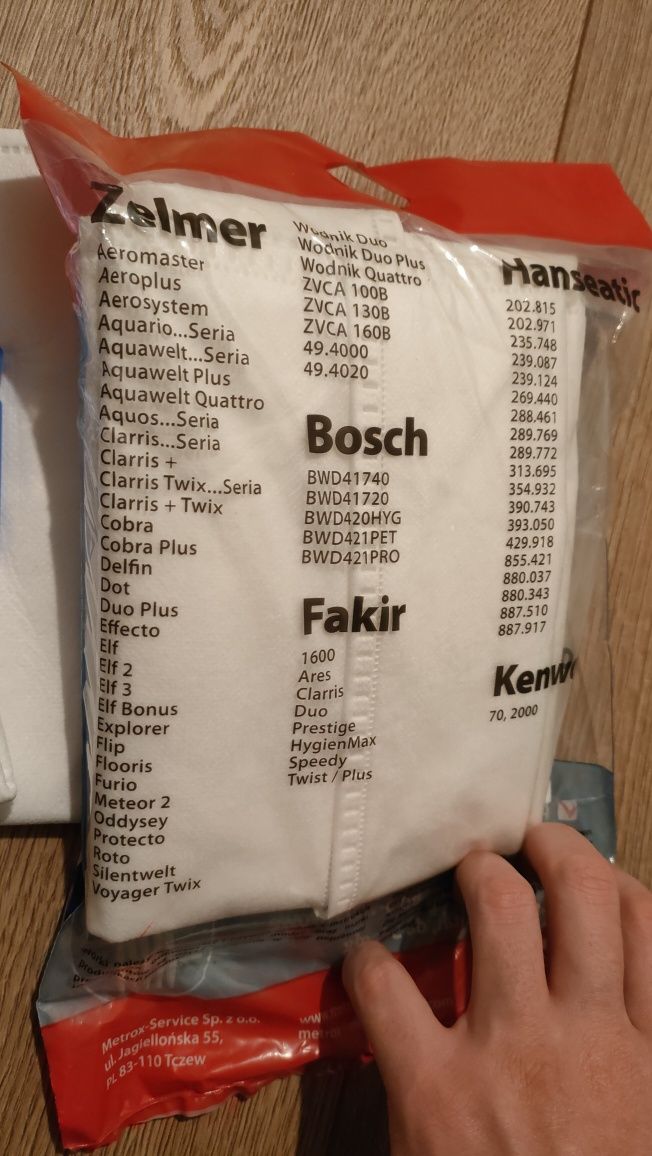 Zelmer
Aeromaster
Aeroplus
Aerosystem
Aquario...Seria
Aquawelt...Seria
Aquawelt Plus
Aquawelt Quattro
Aquos...Seria
Clarris...Seria
Clarris +
Clarris Twix...Seria
Clarris + Twix
Cobra
Cobra Plus
Delfin
Dot
Duo Plus
Effecto
Elf
Elf 2
Elf 3
Elf Bonus
Explorer
Flip
Flooris
Furio
Meteor 2
Oddysey
Protecto
Roto
Silentwelt
Voyager Twix
Wodnik Duo
Wodnik Duo Plus
Wodnik Quattro
ZVCA 100B
ZVCA 130B
ZVCA 160B
49.4000
49.4020
Bosch
BWD41740
BWD41720
BWD420HYG
BWD421PET
BWD421PRO
Fakir
1600
Ares
Clarris
Duo
Prestige
HygienMax
Speedy
Twist / Plus
Hanseatic
202.815
202.971
235.748
239.087
239.124
269.440
288.461
289.769
289.772
313.695
354.932
390.743
393.050
429.918
855.421
880.037
880.343
887.510
887.917
Kenw
70, 2000
Metrox-Service Sp. z o.o.
ul. Jagiellońska 55,
PL 83-110 Tczew